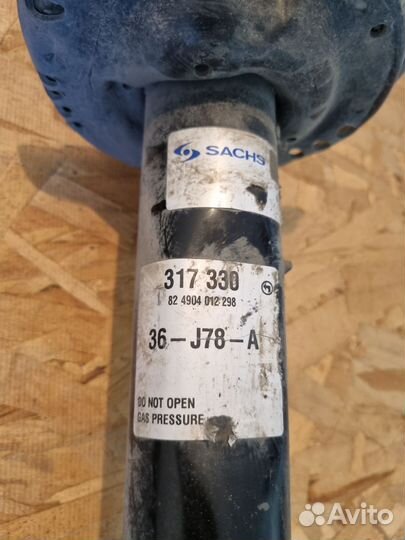 SACHS
317 330
82 4904 012 298
36-J78-A
DO NOT OPEN
GAS PRESSURE
Avito